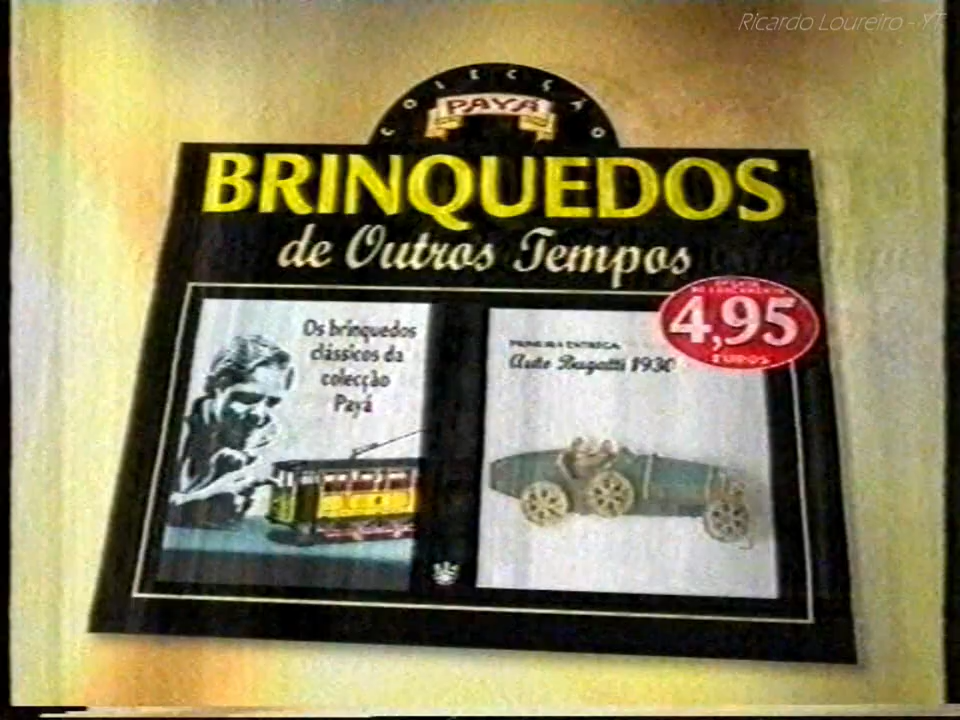 Ricardo Loureiro - YT
COLECÇÃO
PAYÁ
BRINQUEDOS
de Outros Tempos
Os brinquedos
clássicos da
colecção
Payá
4,95
EUROS
PRIMEIRA ENTREGA:
Auto Bugatti 1930